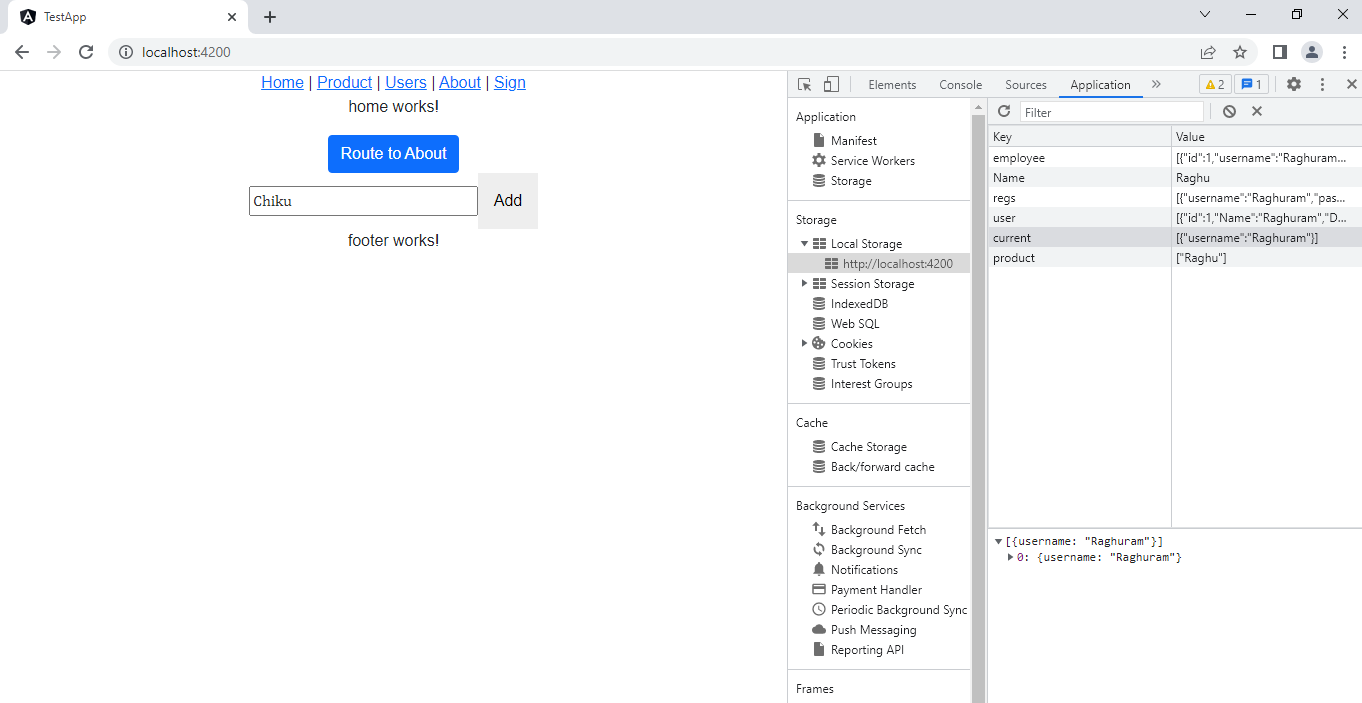 TestApp
localhost:4200
Home | Product | Users | About | Sign
home works!
Route to About
Chiku
Add
footer works!
Elements Console Sources Application » 2 1
Application
Manifest
Service Workers
Storage
Storage
Local Storage
http://localhost:4200
Session Storage
IndexedDB
Web SQL
Cookies
Trust Tokens
Interest Groups
Cache
Cache Storage
Back/forward cache
Background Services
Background Fetch
Background Sync
Notifications
Payment Handler
Periodic Background Sync
Push Messaging
Reporting API
Frames
Filter
Key Value
employee [{"id":1,"username":"Raghuram...
Name Raghu
regs [{"username":"Raghuram","pas...
user [{"id":1,"Name":"Raghuram","D...
current [{"username":"Raghuram"}]
product ["Raghu"]
[{username: "Raghuram"}]
0: {username: "Raghuram"}